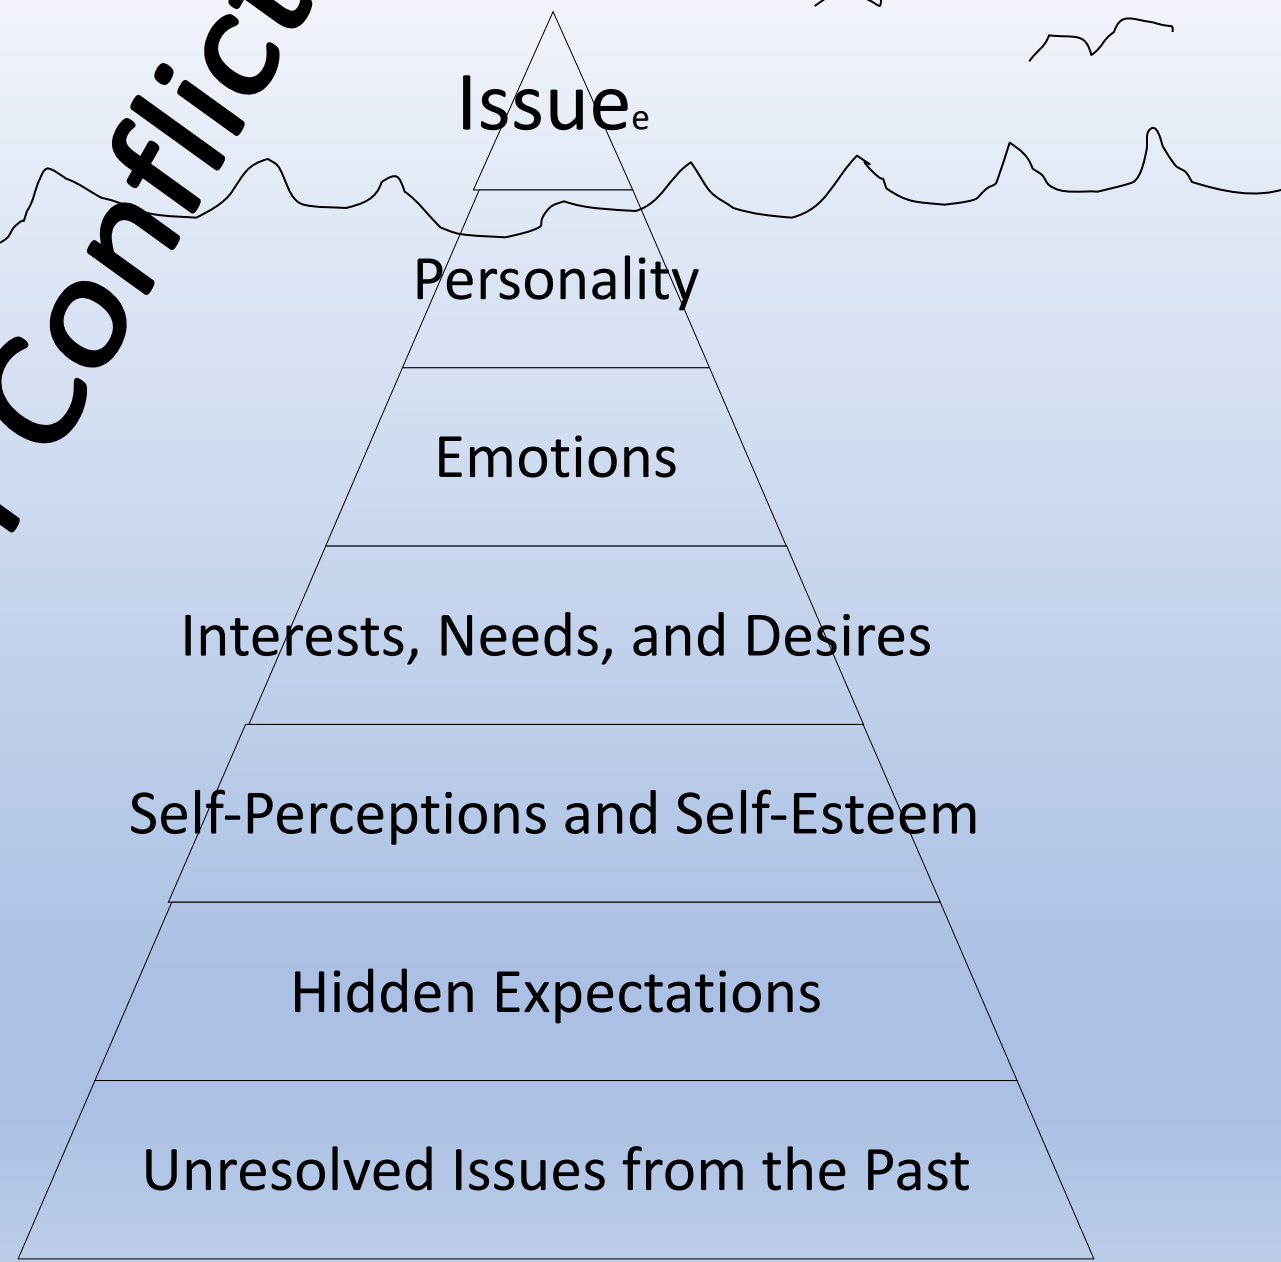 Conflict
Issuee
Personality
Emotions
Interests, Needs, and Desires
Self-Perceptions and Self-Esteem
Hidden Expectations
Unresolved Issues from the Past